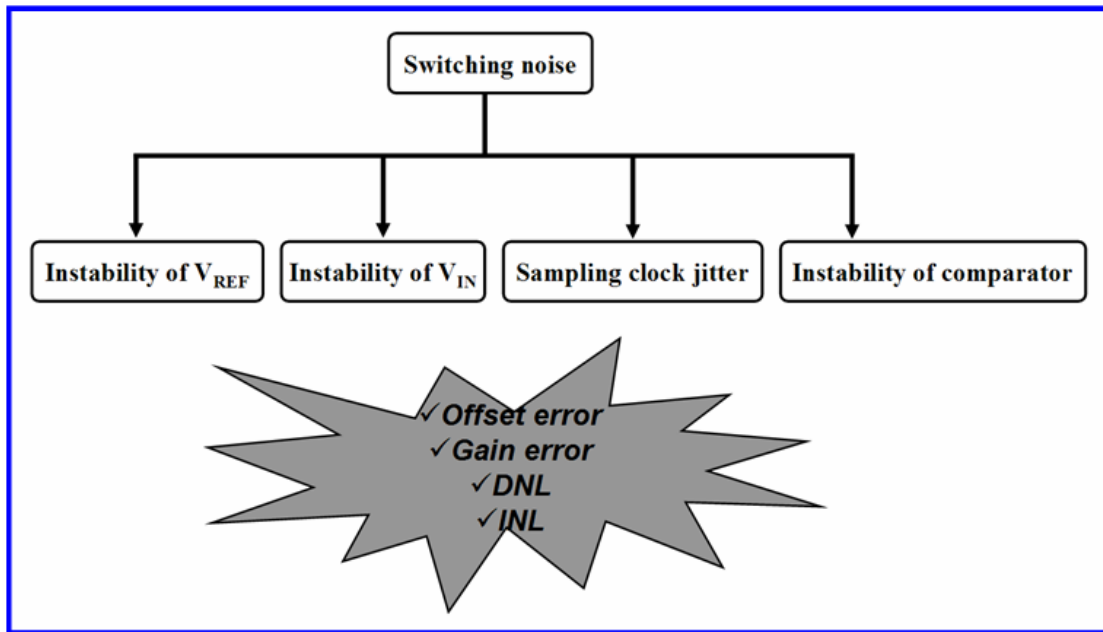 Switching noise
Instability of VREF
Instability of VIN
Sampling clock jitter
Instability of comparator
✓Offset error
✓Gain error
✓DNL
✓INL